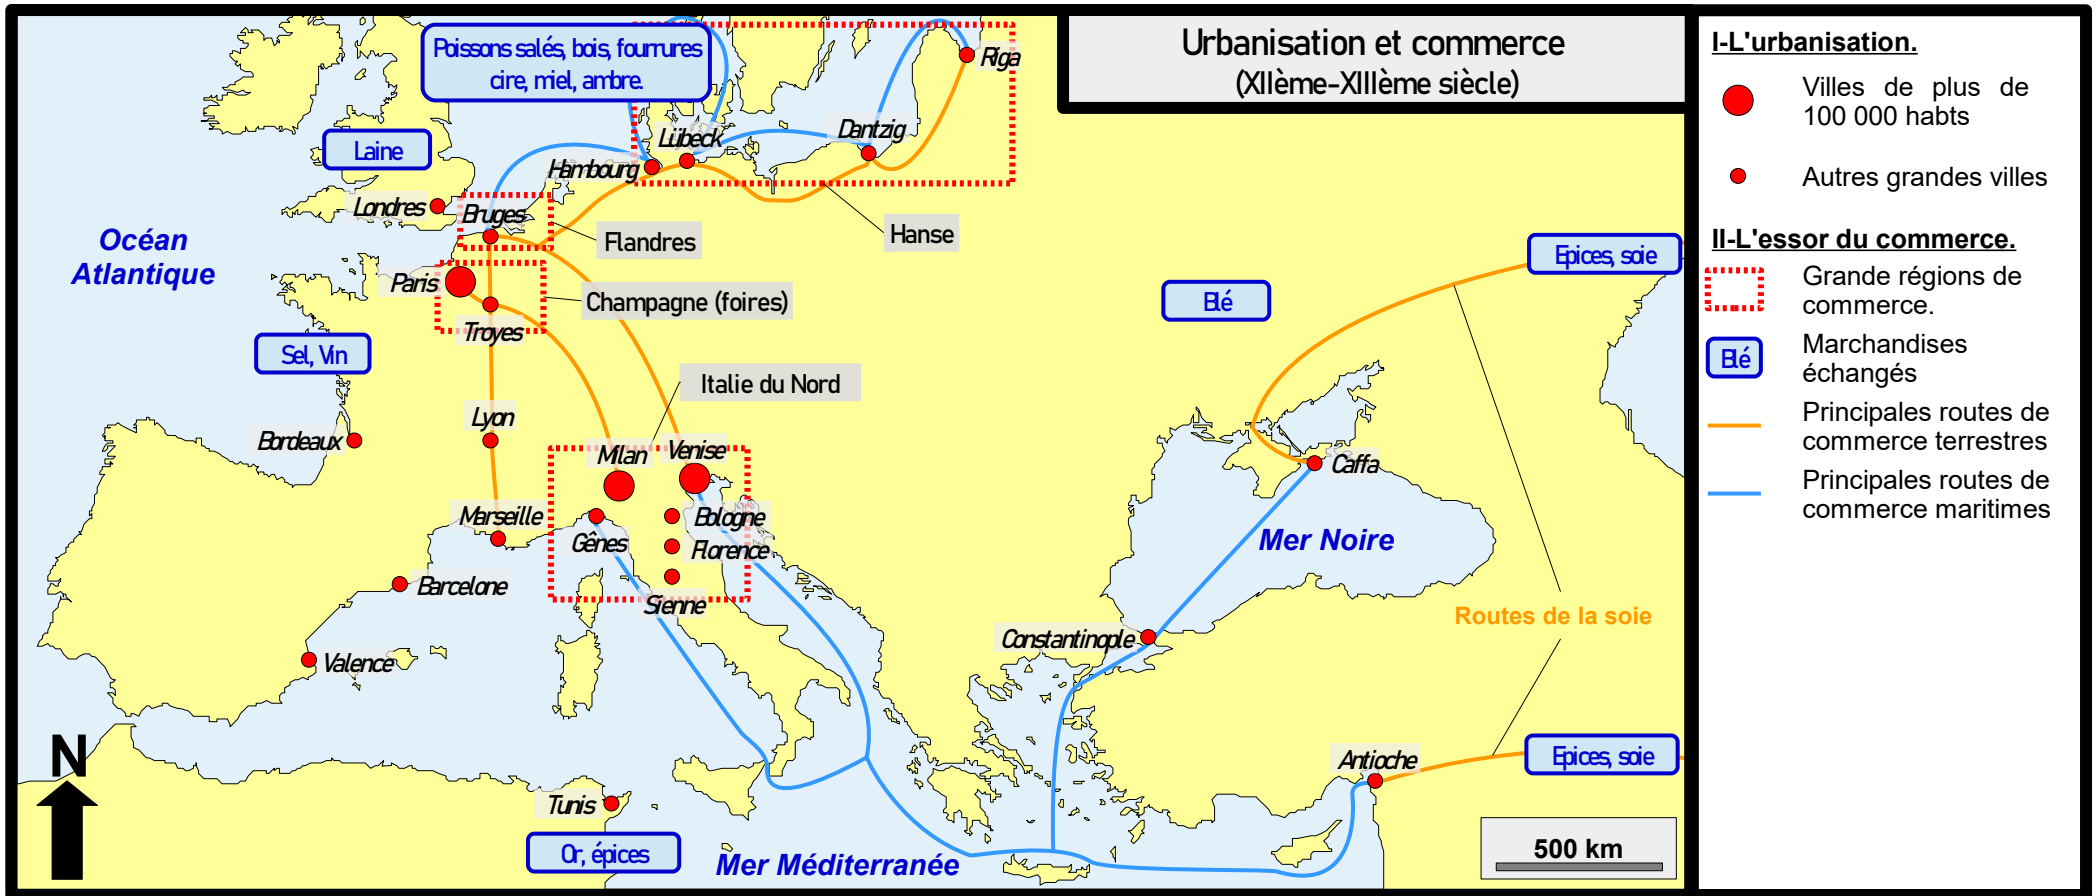 Urbanisation et commerce
(XIIème-XIIIème siècle)
Poissons salés, bois, fourrures
cire, miel, ambre.
Riga
Dantzig
Lübeck
Hambourg
Laine
Londres
Bruges
Flandres
Hanse
Océan
Atlantique
Paris
Champagne (foires)
Troyes
Epices, soie
Blé
Sel, Vin
Italie du Nord
Lyon
Bordeaux
Milan
Venise
Caffa
Marseille
Gênes
Bologne
Florence
Sienne
Mer Noire
Barcelone
Routes de la soie
Constantinople
Valence
N
Antioche
Epices, soie
Tunis
Or, épices
Mer Méditerranée
500 km
I-L'urbanisation.
Villes de plus de
100 000 habts
Autres grandes villes
II-L'essor du commerce.
Grande régions de
commerce.
Blé
Marchandises
échangés
Principales routes de
commerce terrestres
Principales routes de
commerce maritimes